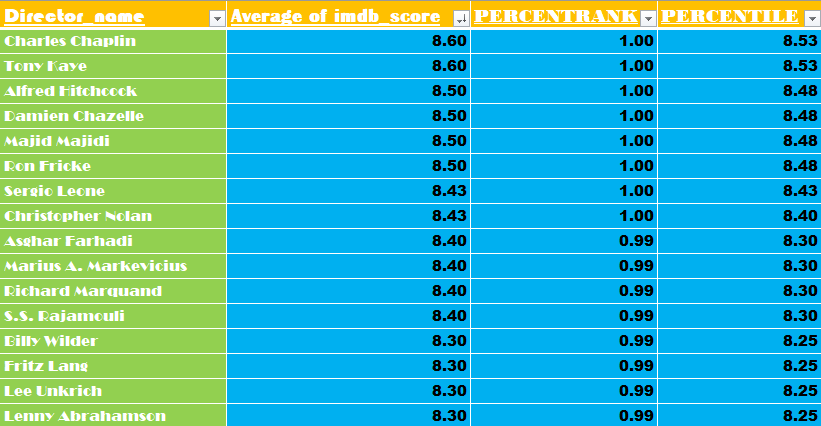 Director_name Average of imdb_score PERCENTRANK PERCENTILE
Charles Chaplin 8.60 1.00 8.53
Tony Kaye 8.60 1.00 8.53
Alfred Hitchcock 8.50 1.00 8.48
Damien Chazelle 8.50 1.00 8.48
Majid Majidi 8.50 1.00 8.48
Ron Fricke 8.50 1.00 8.48
Sergio Leone 8.43 1.00 8.43
Christopher Nolan 8.43 1.00 8.40
Asghar Farhadi 8.40 0.99 8.30
Marius A. Markevicius 8.40 0.99 8.30
Richard Marquand 8.40 0.99 8.30
S.S. Rajamouli 8.40 0.99 8.30
Billy Wilder 8.30 0.99 8.25
Fritz Lang 8.30 0.99 8.25
Lee Unkrich 8.30 0.99 8.25
Lenny Abrahamson 8.30 0.99 8.25